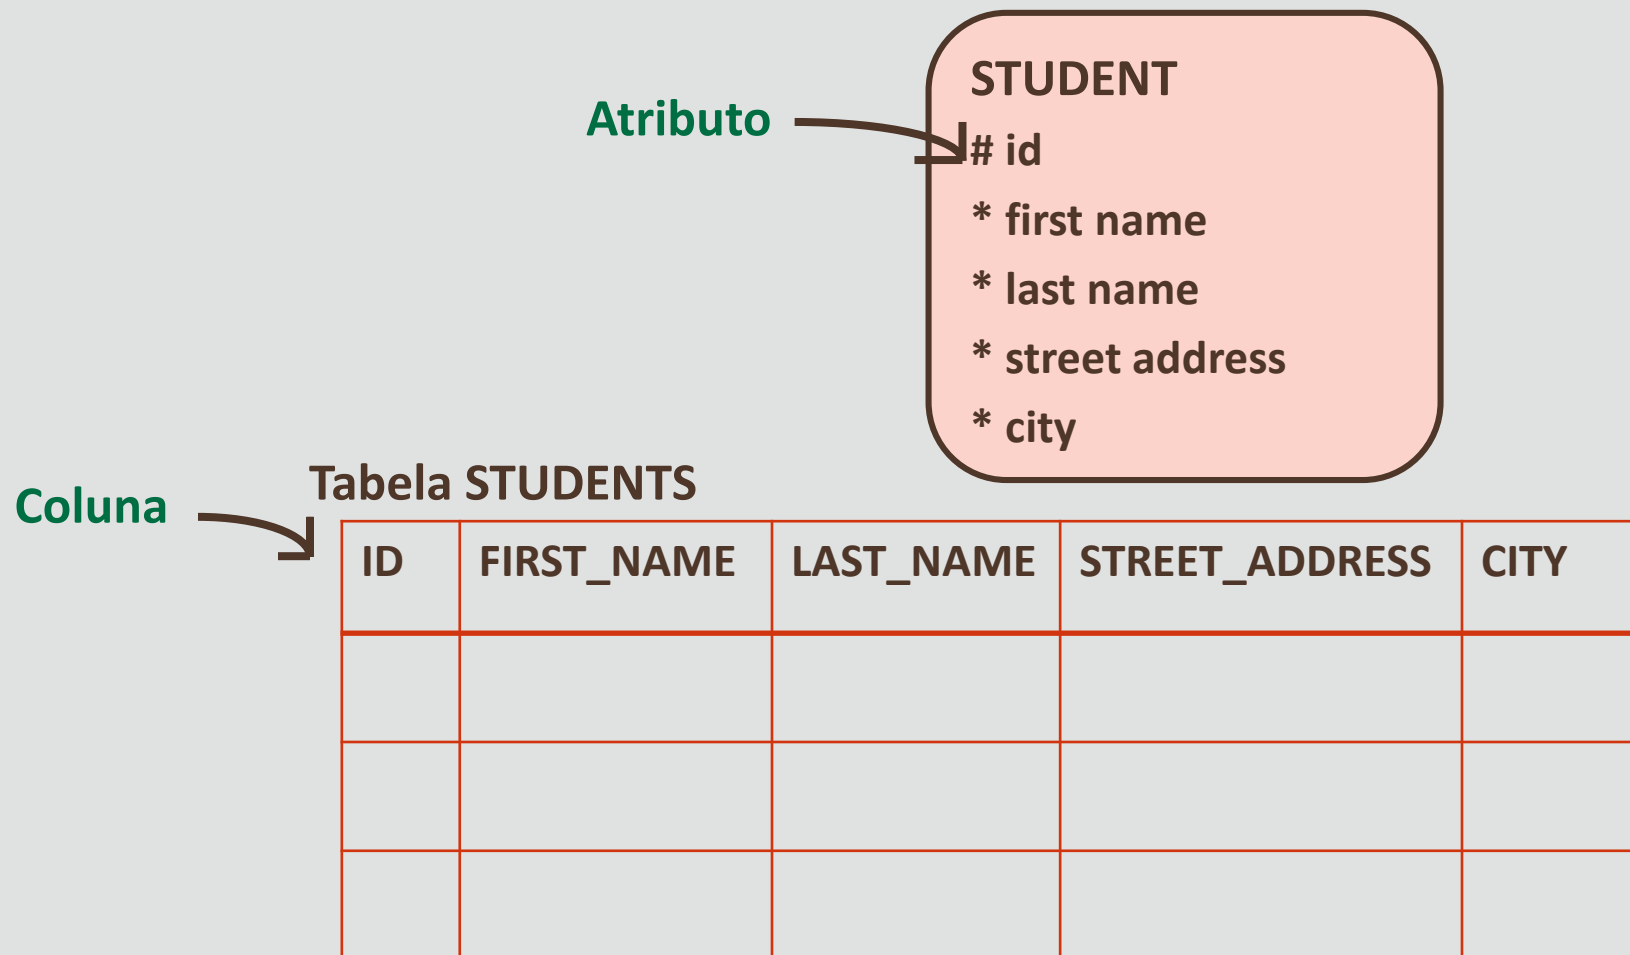 STUDENT
Atributo
# id
* first name
* last name
* street address
* city
Tabela STUDENTS
Coluna
ID FIRST_NAME LAST_NAME STREET_ADDRESS CITY